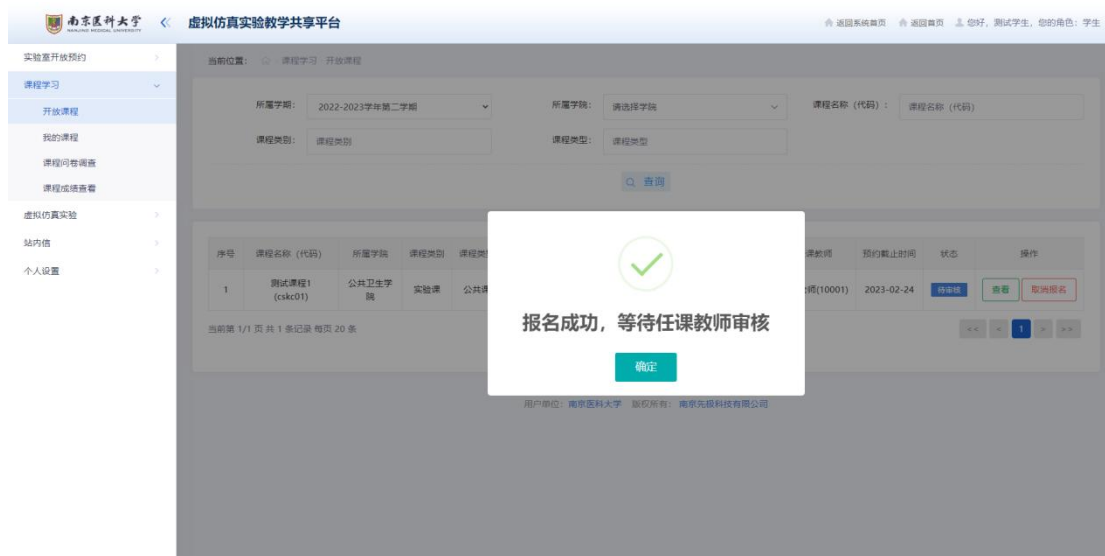 南京医科大学
NANJING MEDICAL UNIVERSITY
虚拟仿真实验教学共享平台
返回系统首页 返回首页 您好，测试学生，您的角色：学生
实验室开放预约
课程学习
开放课程
我的课程
课程问卷调查
课程成绩查看
虚拟仿真实验
站内信
个人设置
当前位置： 课程学习 开放课程
所属学期： 2022-2023学年第二学期 所属学院： 请选择学院 课程名称（代码）： 课程名称（代码）
课程类别： 课程类别 课程类型： 课程类型
查询
序号 课程名称（代码） 所属学院 课程类别 课程类 课教师 预约截止时间 状态 操作
1 测试课程1 (cskc01) 公共卫生学院 实验课 公共课 师(10001) 2023-02-24 待审核 查看 取消报名
当前第 1/1 页 共 1 条记录 每页 20 条 << < 1 > >>
报名成功，等待任课教师审核
确定
用户单位：南京医科大学 版权所有：南京先极科技有限公司